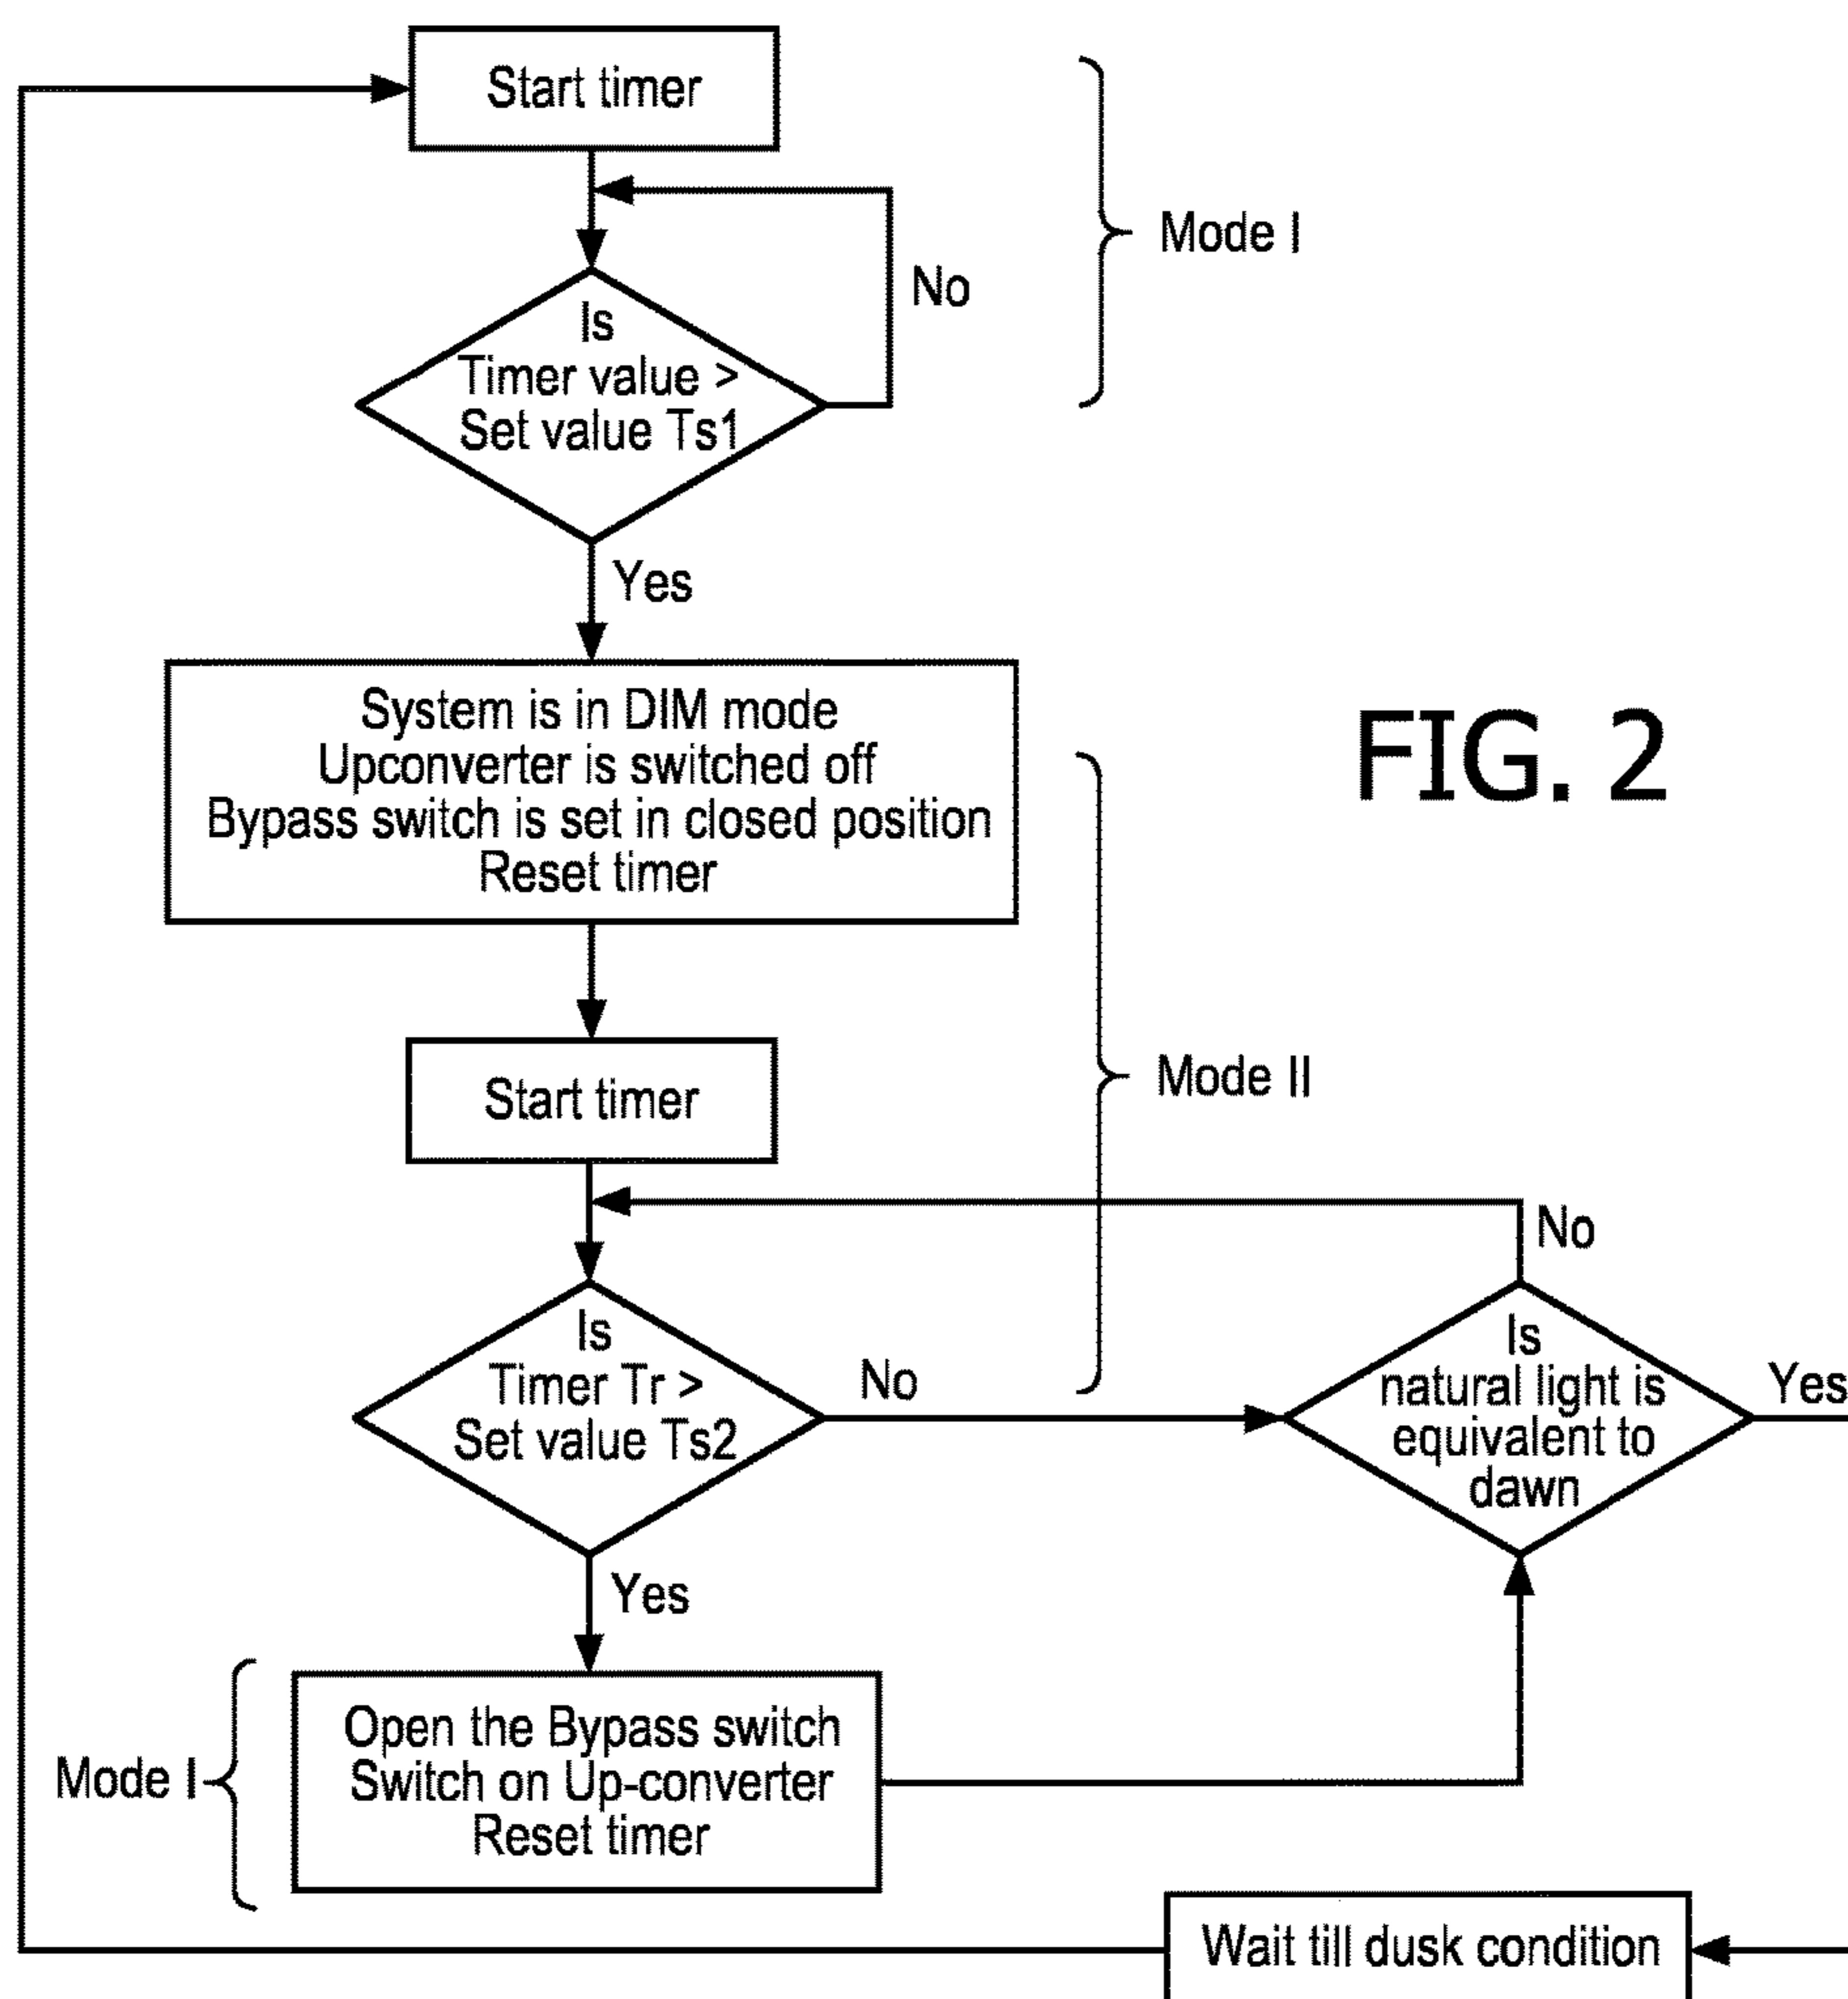 Start timer
Mode I
No
Is
Timer value >
Set value Ts1
Yes
System is in DIM mode
Upconverter is switched off
Bypass switch is set in closed position
Reset timer
FIG. 2
Start timer
Mode II
No
Is
Timer Tr >
Set value Ts2
No
Is
natural light is
equivalent to
dawn
Yes
Yes
Mode I
Open the Bypass switch
Switch on Up-converter
Reset timer
Wait till dusk condition